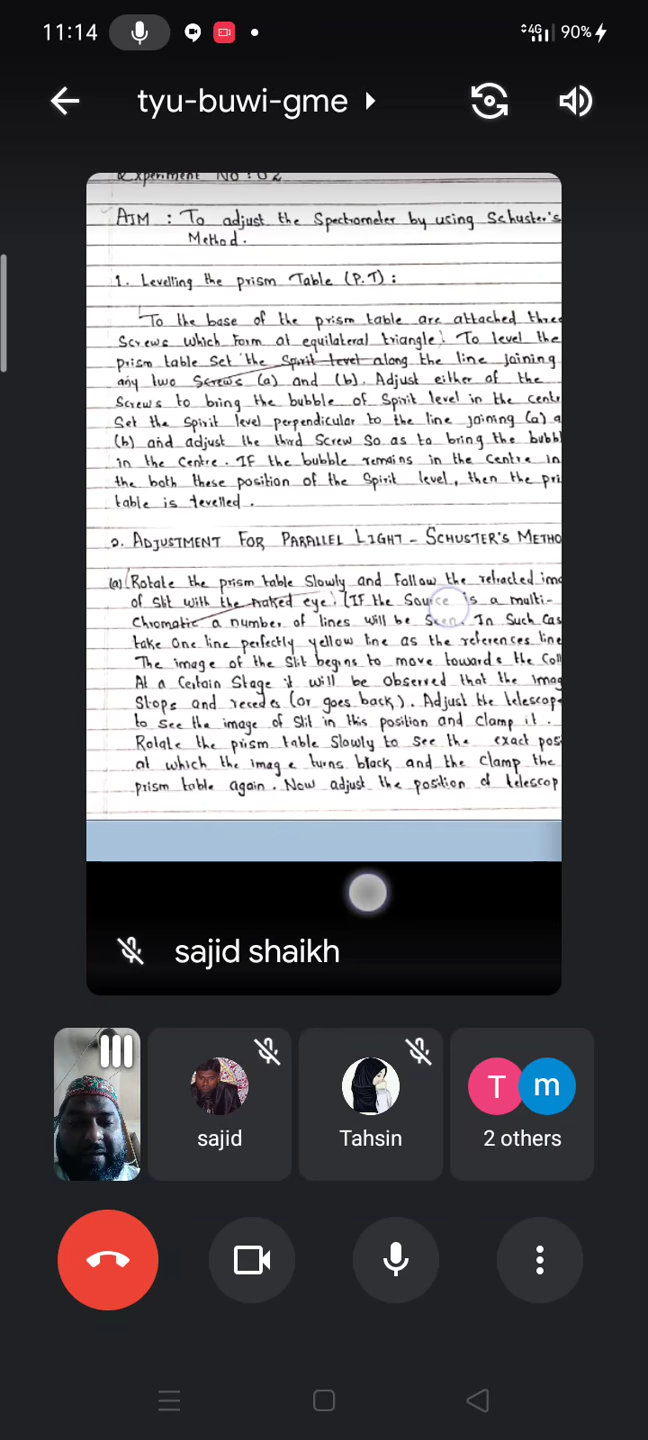 11:14
4G
90%
tyu-buwi-gme
Experiment No : 02
AIM : To adjust the Spectrometer by using Schuster's
Method.
1. Levelling the prism Table (P.T) :
To the base of the prism table are attached three
Screws which form at equilateral triangle). To level the
prism table Set the Spirit level along the line joining
any two Screws (a) and (b). Adjust either of the
Screws to bring the bubble of Spirit level in the centr
Set the Spirit level perpendicular to the line joining (a) a
(b) and adjust the third Screw So as to bring the bubbl
in the Centre. IF the bubble remains in the Centre in
the both these position of the Spirit level, then the pri
table is levelled.
2. ADJUSTMENT FOR PARALLEL LIGHT - SCHUSTER'S METHO
(a) (Rotate the prism table Slowly and Follow the refracted ima
of Slit with the naked eye). (IF the Source is a multi-
Chromatic a number of lines will be Seen. In Such Cas
take One line perfectly yellow line as the references line
The image of the Slit begins to move towards the Coll
At a Certain Stage it will be Observed that the imag
Stops and recedes (or goes back). Adjust the telescop
to see the image of Slit in this position and Clamp it.
Rotate the prism table Slowly to see the exact pos
at which the image turns black and the Clamp the
prism table again. Now adjust the position of telescop
sajid shaikh
sajid
Tahsin
T
m
2 others